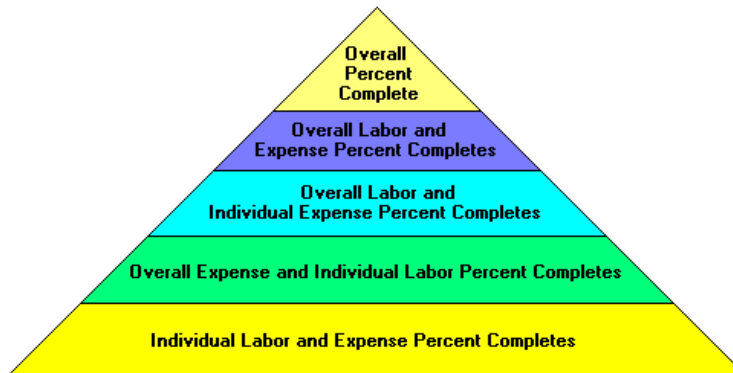 Overall
Percent
Complete
Overall Labor and
Expense Percent Completes
Overall Labor and
Individual Expense Percent Completes
Overall Expense and Individual Labor Percent Completes
Individual Labor and Expense Percent Completes